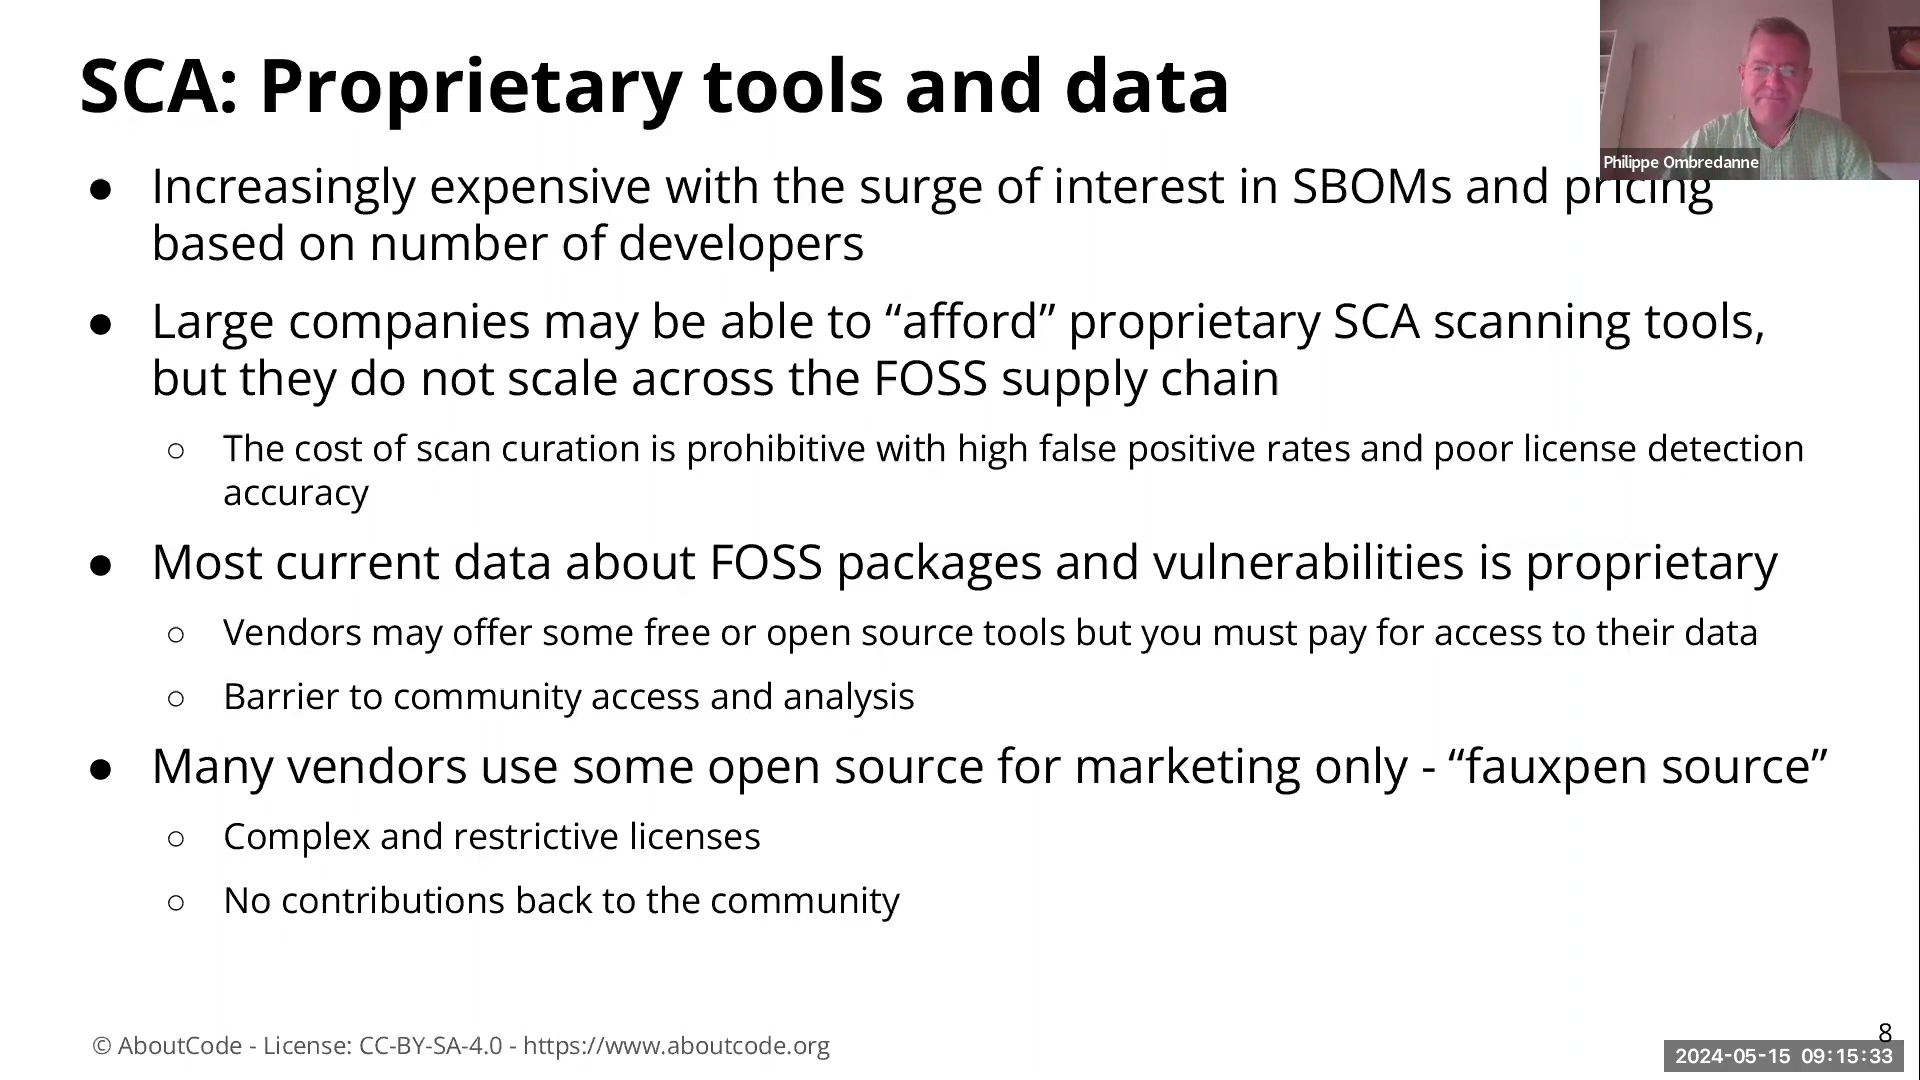 SCA: Proprietary tools and data
Philippe Ombredanne
● Increasingly expensive with the surge of interest in SBOMs and pricing
based on number of developers
● Large companies may be able to “afford” proprietary SCA scanning tools,
but they do not scale across the FOSS supply chain
○ The cost of scan curation is prohibitive with high false positive rates and poor license detection
accuracy
● Most current data about FOSS packages and vulnerabilities is proprietary
○ Vendors may offer some free or open source tools but you must pay for access to their data
○ Barrier to community access and analysis
● Many vendors use some open source for marketing only - “fauxpen source”
○ Complex and restrictive licenses
○ No contributions back to the community
© AboutCode - License: CC-BY-SA-4.0 - https://www.aboutcode.org
8
2024-05-15 09:15:33